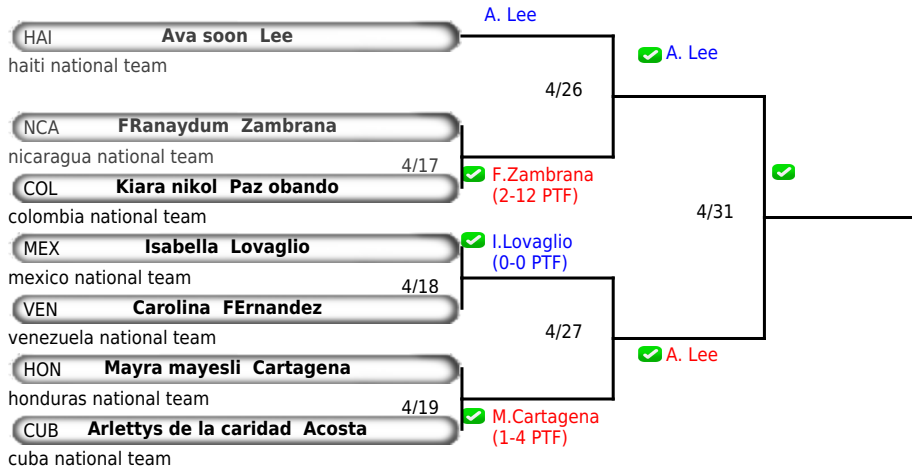 A. Lee
HAI Ava soon Lee
haiti national team
A. Lee
4/26
NCA FRanaydum Zambrana
nicaragua national team
4/17
F.Zambrana
(2-12 PTF)
COL Kiara nikol Paz obando
colombia national team
4/31
MEX Isabella Lovaglio
mexico national team
I.Lovaglio
(0-0 PTF)
4/18
VEN Carolina FErnandez
venezuela national team
4/27
HON Mayra mayesli Cartagena
honduras national team
A. Lee
4/19
M.Cartagena
(1-4 PTF)
CUB Arlettys de la caridad Acosta
cuba national team